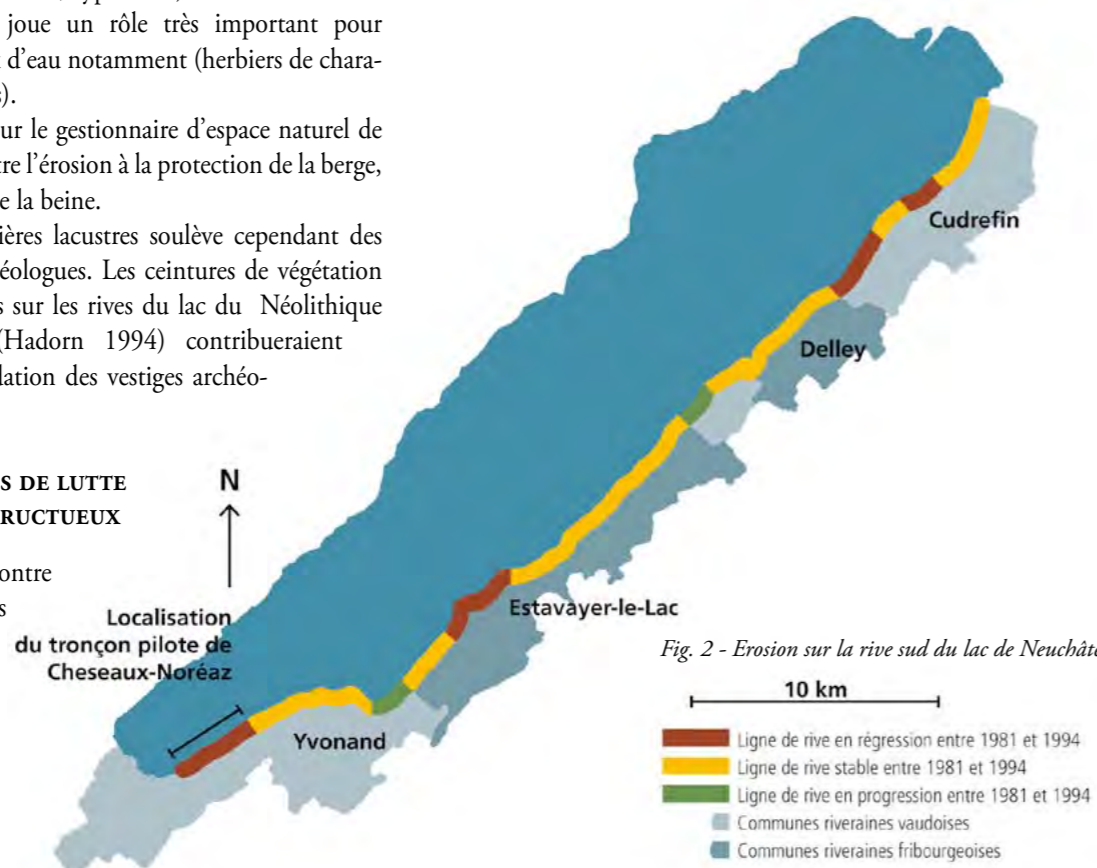 joue un rôle très important pour
d'eau notamment (herbiers de chara-
s).
ur le gestionnaire d'espace naturel de
tre l'érosion à la protection de la berge,
e la beine.
ières lacustres soulève cependant des
éologues. Les ceintures de végétation
s sur les rives du lac du Néolithique
(Hadorn 1994) contribueraient
lation des vestiges archéo-
S DE LUTTE
RUCTUEUX
ontre
s
N
Localisation
du tronçon pilote de
Cheseaux-Noréaz
Yvonand
Estavayer-le-Lac
Delley
Cudrefin
Fig. 2 - Erosion sur la rive sud du lac de Neuchâte
10 km
Ligne de rive en régression entre 1981 et 1994
Ligne de rive stable entre 1981 et 1994
Ligne de rive en progression entre 1981 et 1994
Communes riveraines vaudoises
Communes riveraines fribourgeoises